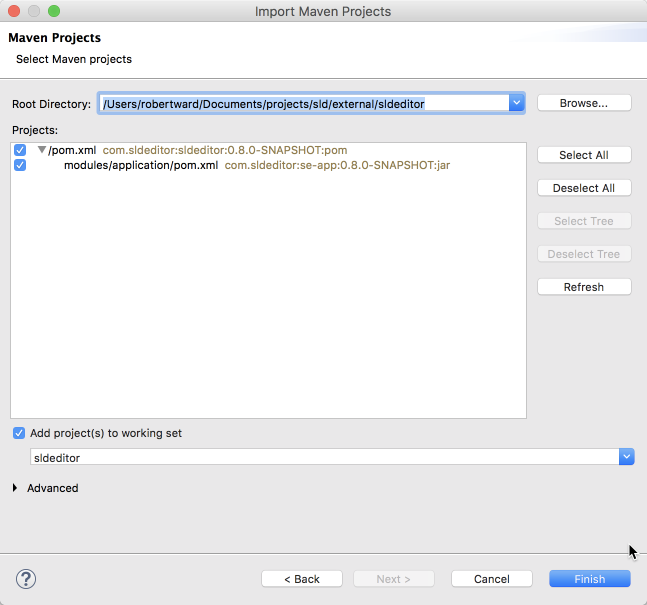 Import Maven Projects
Maven Projects
Select Maven projects
Root Directory: /Users/robertward/Documents/projects/sld/external/sldeditor Browse...
Projects:
/pom.xml com.sldeditor:sldeditor:0.8.0-SNAPSHOT:pom
modules/application/pom.xml com.sldeditor:se-app:0.8.0-SNAPSHOT:jar
Select All
Deselect All
Select Tree
Deselect Tree
Refresh
Add project(s) to working set
sldeditor
Advanced
? < Back Next > Cancel Finish